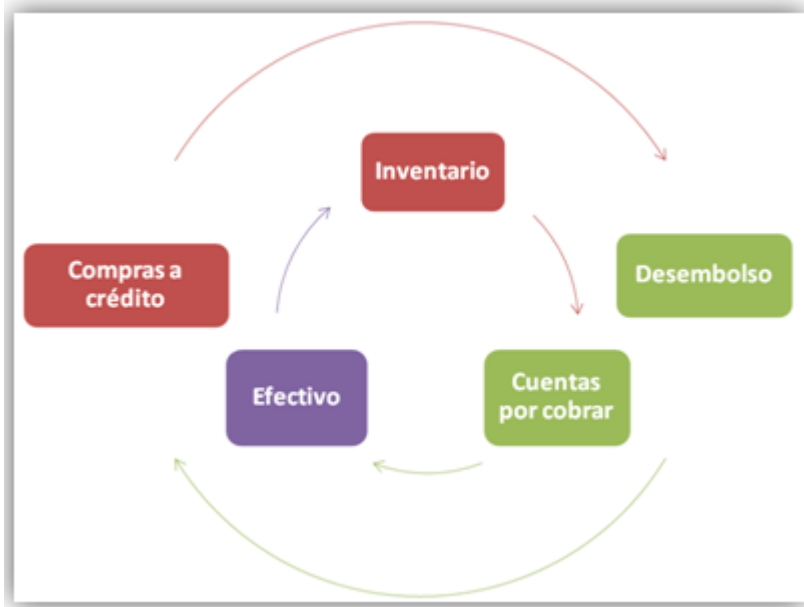 Inventario
Compras a
crédito
Desembolso
Efectivo
Cuentas
por cobrar